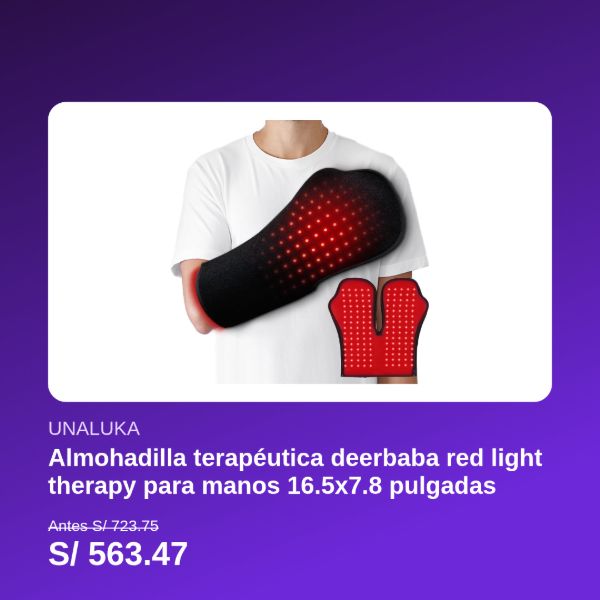 UNALUKA
Almohadilla terapéutica deerbaba red light
therapy para manos 16.5x7.8 pulgadas
Antes S/ 723.75
S/ 563.47